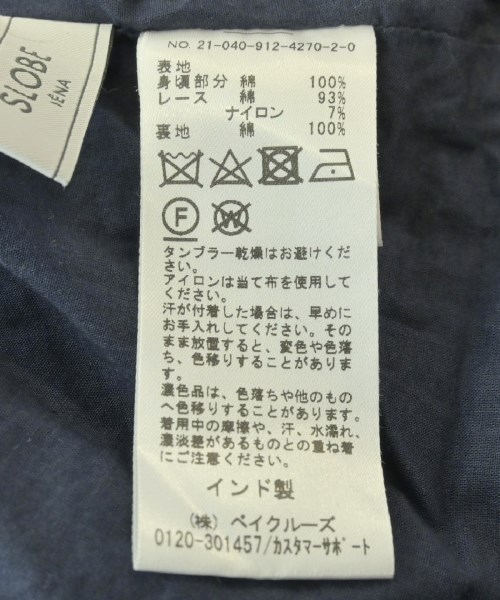 SLOBE
IÉNA
NO. 21-040-912-4270-2-0
表地
身頃部分 綿 100%
レース 綿 93%
ナイロン 7%
裏地 綿 100%
F
W
タンブラー乾燥はお避けくだ
さい。
アイロンは当て布を使用して
ください。
汗が付着した場合は、早めに
お手入れしてください。その
まま放置すると、変色や色落
ち、色移りすることがありま
す。
濃色品は、色落ちや他のもの
へ色移りすることがあります。
着用中の摩擦や、汗、水濡れ、
濃淡差があるものとの重ね着
にご注意ください。
インド製
(株) ベイクルーズ
0120-301457/カスタマーサポート